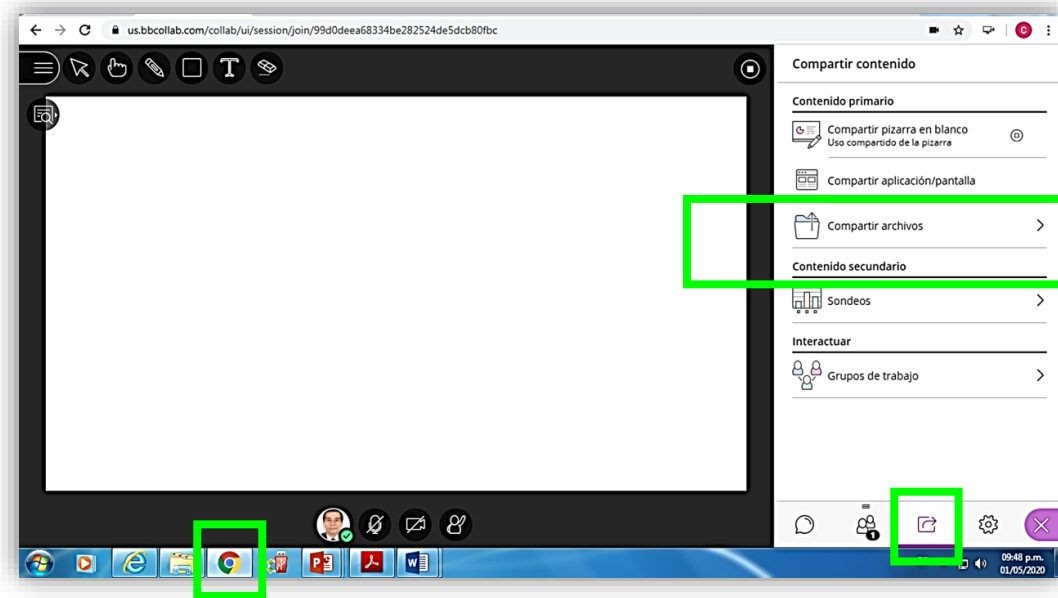 us.bbcollab.com/collab/ui/session/join/99d0deea68334be282524de5dcb80fbc
C
T
Compartir contenido
Contenido primario
Compartir pizarra en blanco
Uso compartido de la pizarra
Compartir aplicación/pantalla
Compartir archivos
Contenido secundario
Sondeos
Interactuar
Grupos de trabajo
1
09:48 p.m.
01/05/2020